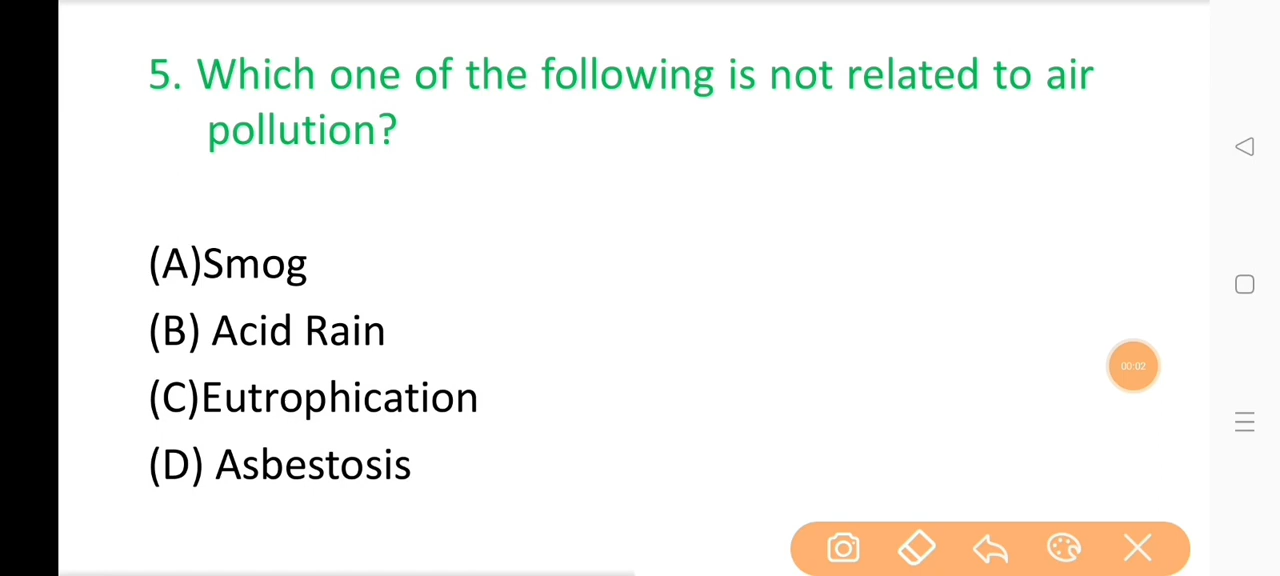 5. Which one of the following is not related to air
pollution?
(A)Smog
(B) Acid Rain
(C)Eutrophication
(D) Asbestosis
00:02